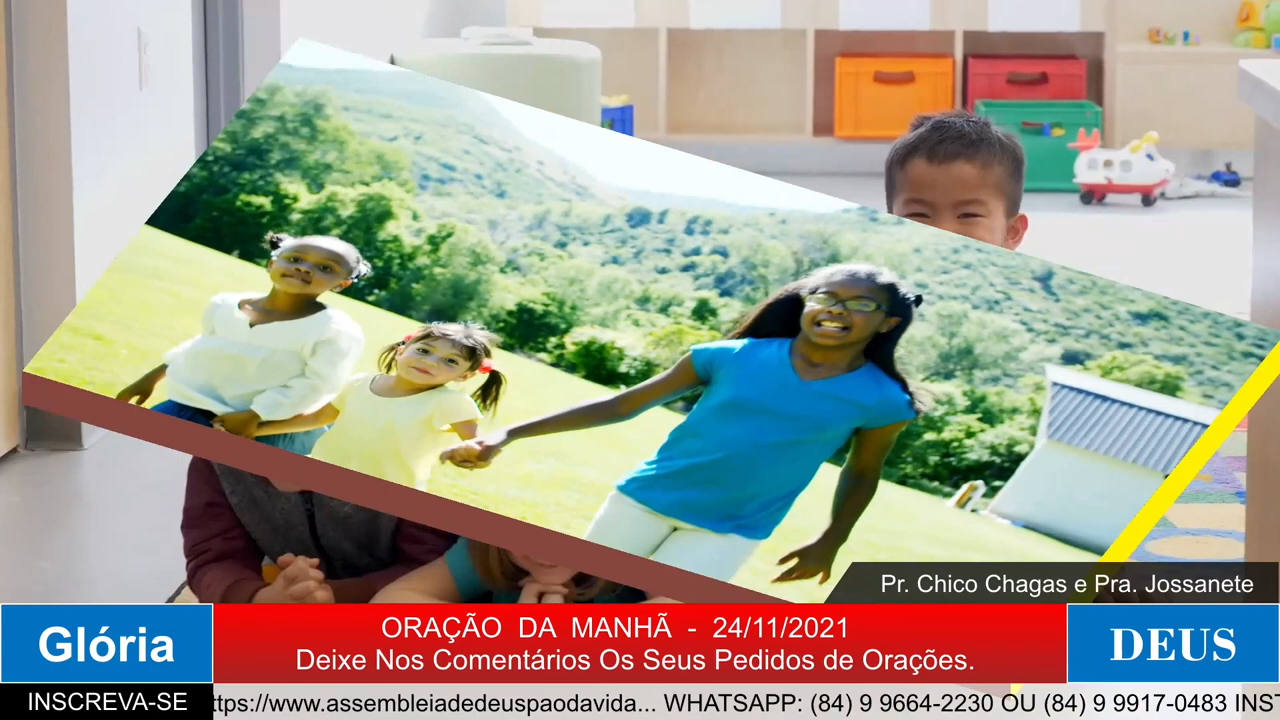 Pr. Chico Chagas e Pra. Jossanete
Glória
ORAÇÃO DA MANHÃ - 24/11/2021
Deixe Nos Comentários Os Seus Pedidos de Orações.
DEUS
INSCREVA-SE
ttps://www.assembleiadedeuspaodavida... WHATSAPP: (84) 9 9664-2230 OU (84) 9 9917-0483 INS